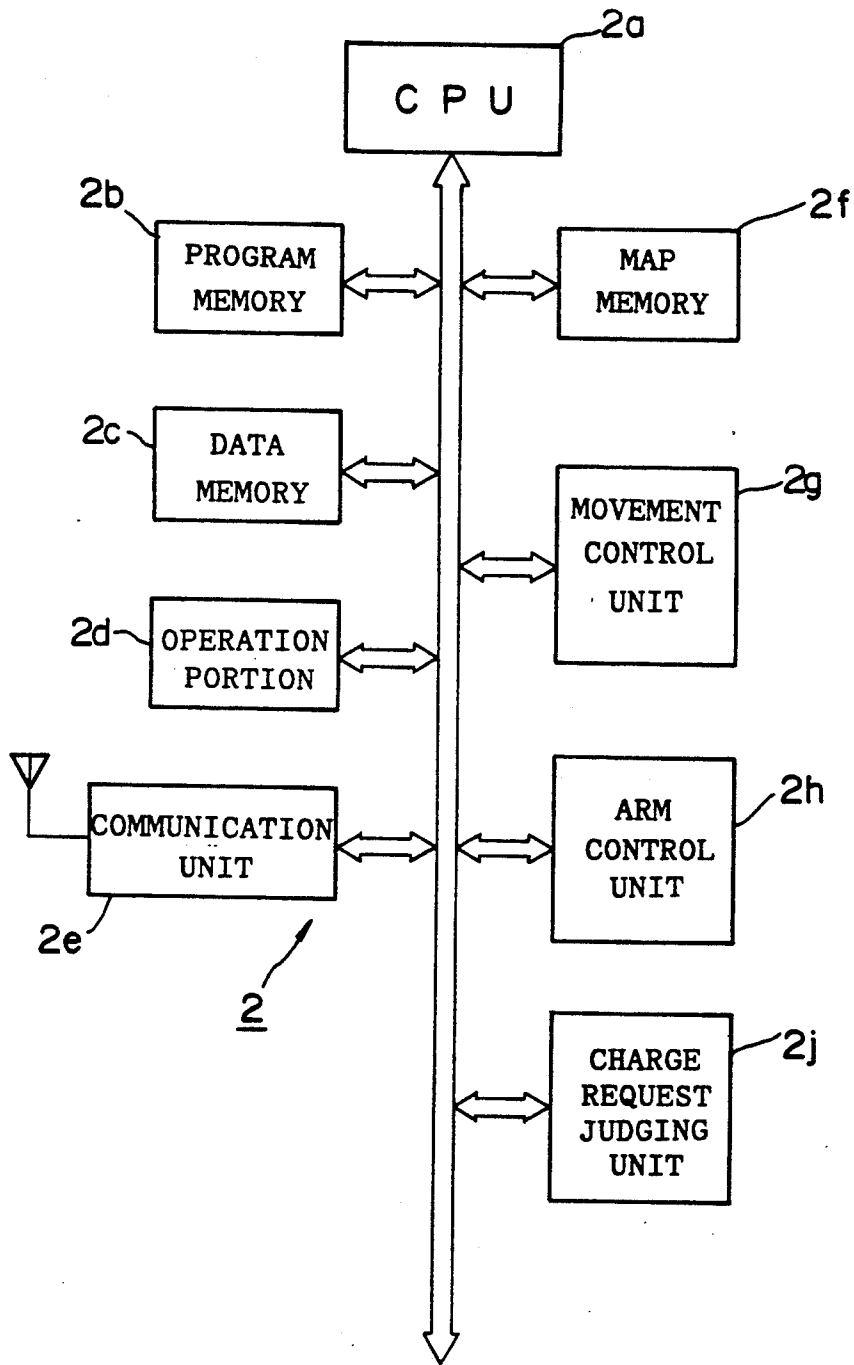 2a
C P U
2b
PROGRAM
MEMORY
2f
MAP
MEMORY
2c
DATA
MEMORY
2g
MOVEMENT
CONTROL
UNIT
2d
OPERATION
PORTION
COMMUNICATION
UNIT
2e
2
2h
ARM
CONTROL
UNIT
2j
CHARGE
REQUEST
JUDGING
UNIT